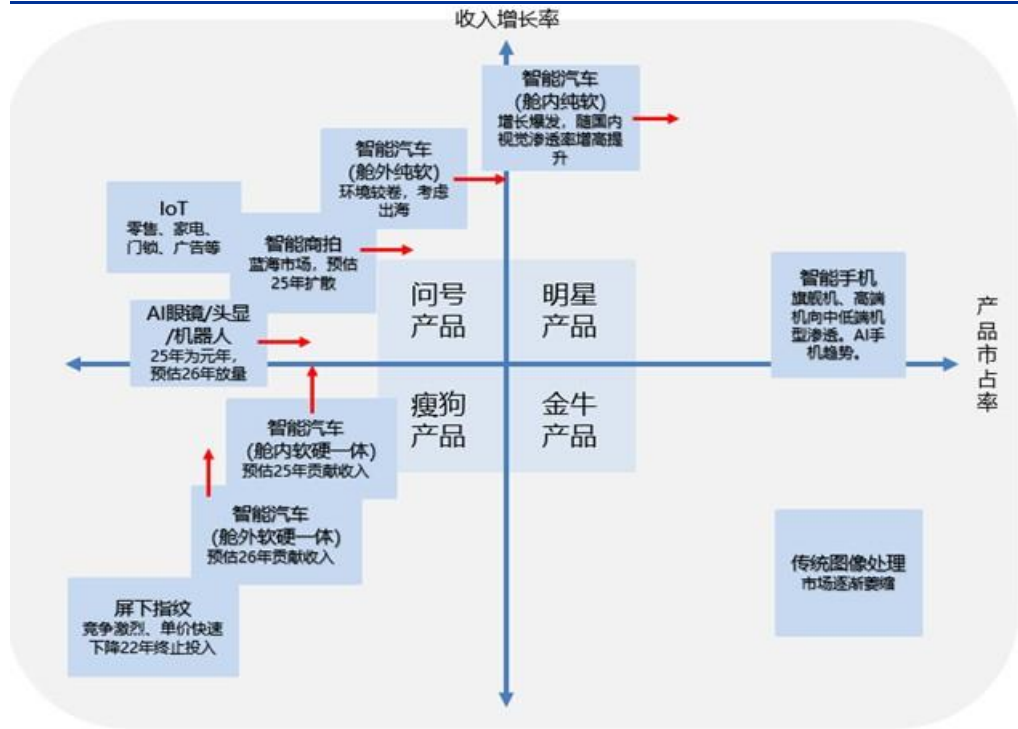 收入增长率
智能汽车
(舱内纯软)
增长爆发，随国内
视觉渗透率增高提
升
智能汽车
(舱外纯软)
环境较卷，考虑
出海
IoT
零售、家电、
门锁、广告等
智能商拍
蓝海市场，预估
25年扩散
AI眼镜/头显
/机器人
25年为元年，
预估26年放量
问号
产品
明星
产品
智能手机
旗舰机、高端
机向中低端机
型渗透。AI手
机趋势。
产
品
市
占
率
瘦狗
产品
金牛
产品
智能汽车
(舱内软硬一体)
预估25年贡献收入
智能汽车
(舱外软硬一体)
预估26年贡献收入
屏下指纹
竞争激烈、单价快速
下降22年终止投入
传统图像处理
市场逐渐萎缩